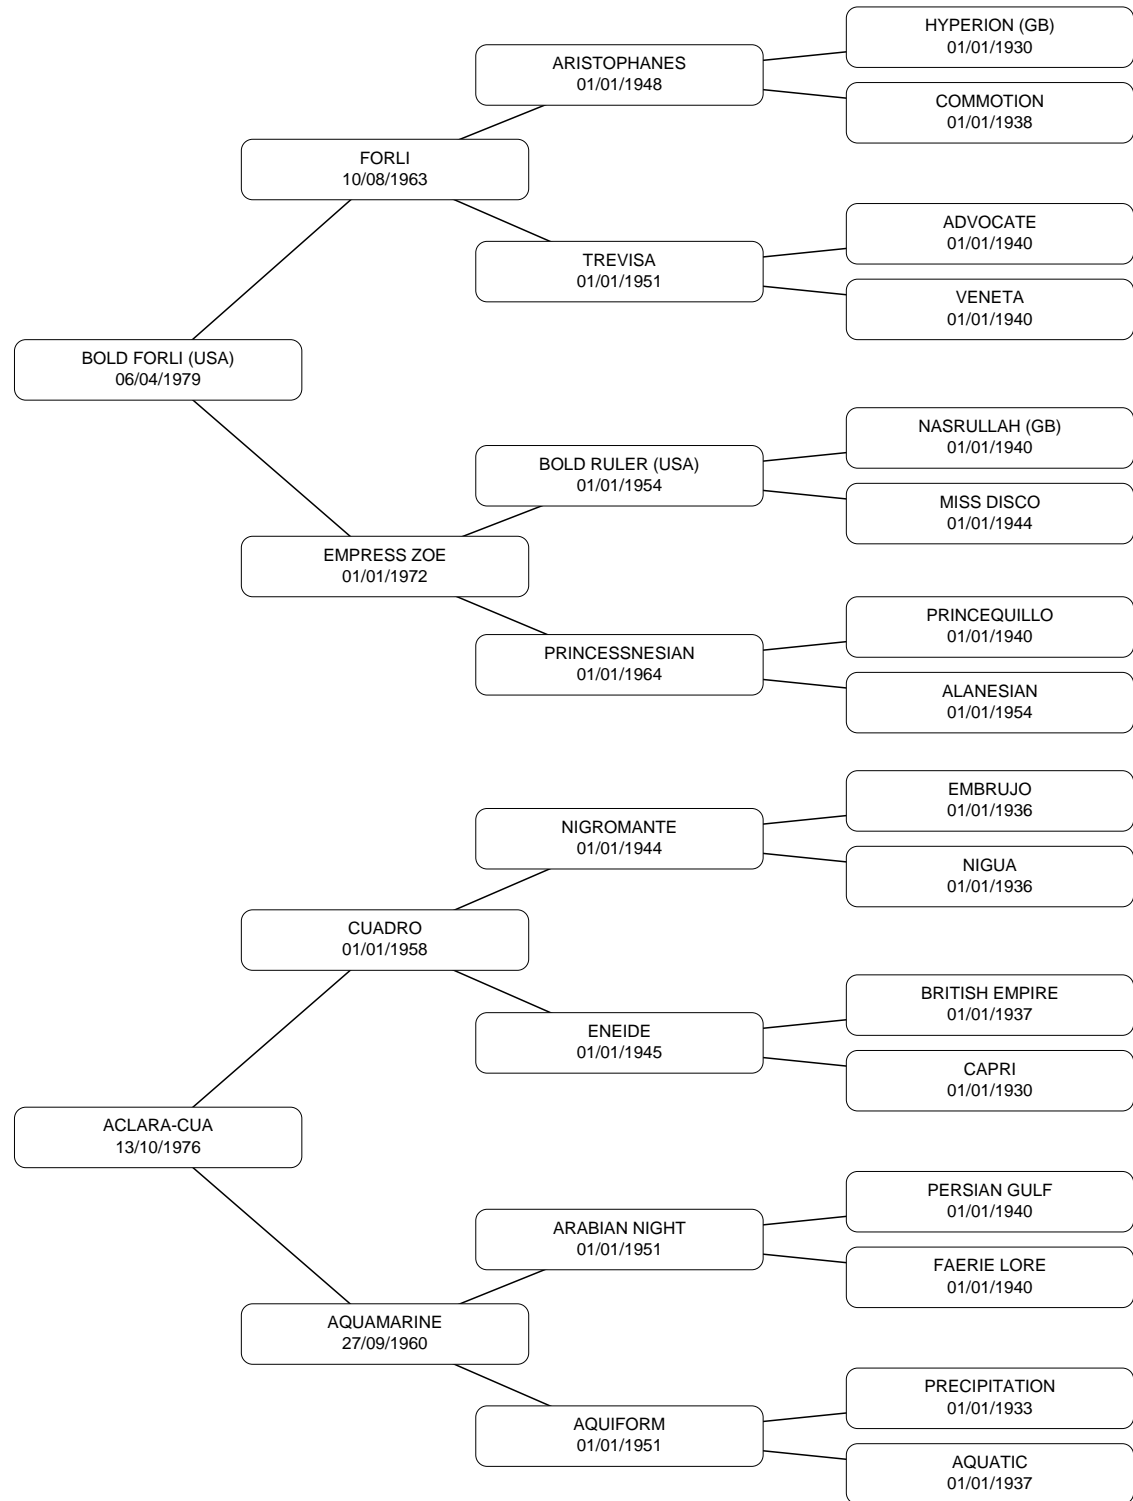 HYPERION (GB)
01/01/1930
ARISTOPHANES
01/01/1948
COMMOTION
01/01/1938
FORLI
10/08/1963
ADVOCATE
01/01/1940
TREVISA
01/01/1951
VENETA
01/01/1940
BOLD FORLI (USA)
06/04/1979
NASRULLAH (GB)
01/01/1940
BOLD RULER (USA)
01/01/1954
MISS DISCO
01/01/1944
EMPRESS ZOE
01/01/1972
PRINCEQUILLO
01/01/1940
PRINCESSNESIAN
01/01/1964
ALANESIAN
01/01/1954
EMBRUJO
01/01/1936
NIGROMANTE
01/01/1944
NIGUA
01/01/1936
CUADRO
01/01/1958
BRITISH EMPIRE
01/01/1937
ENEIDE
01/01/1945
CAPRI
01/01/1930
ACLARA-CUA
13/10/1976
PERSIAN GULF
01/01/1940
ARABIAN NIGHT
01/01/1951
FAERIE LORE
01/01/1940
AQUAMARINE
27/09/1960
PRECIPITATION
01/01/1933
AQUIFORM
01/01/1951
AQUATIC
01/01/1937